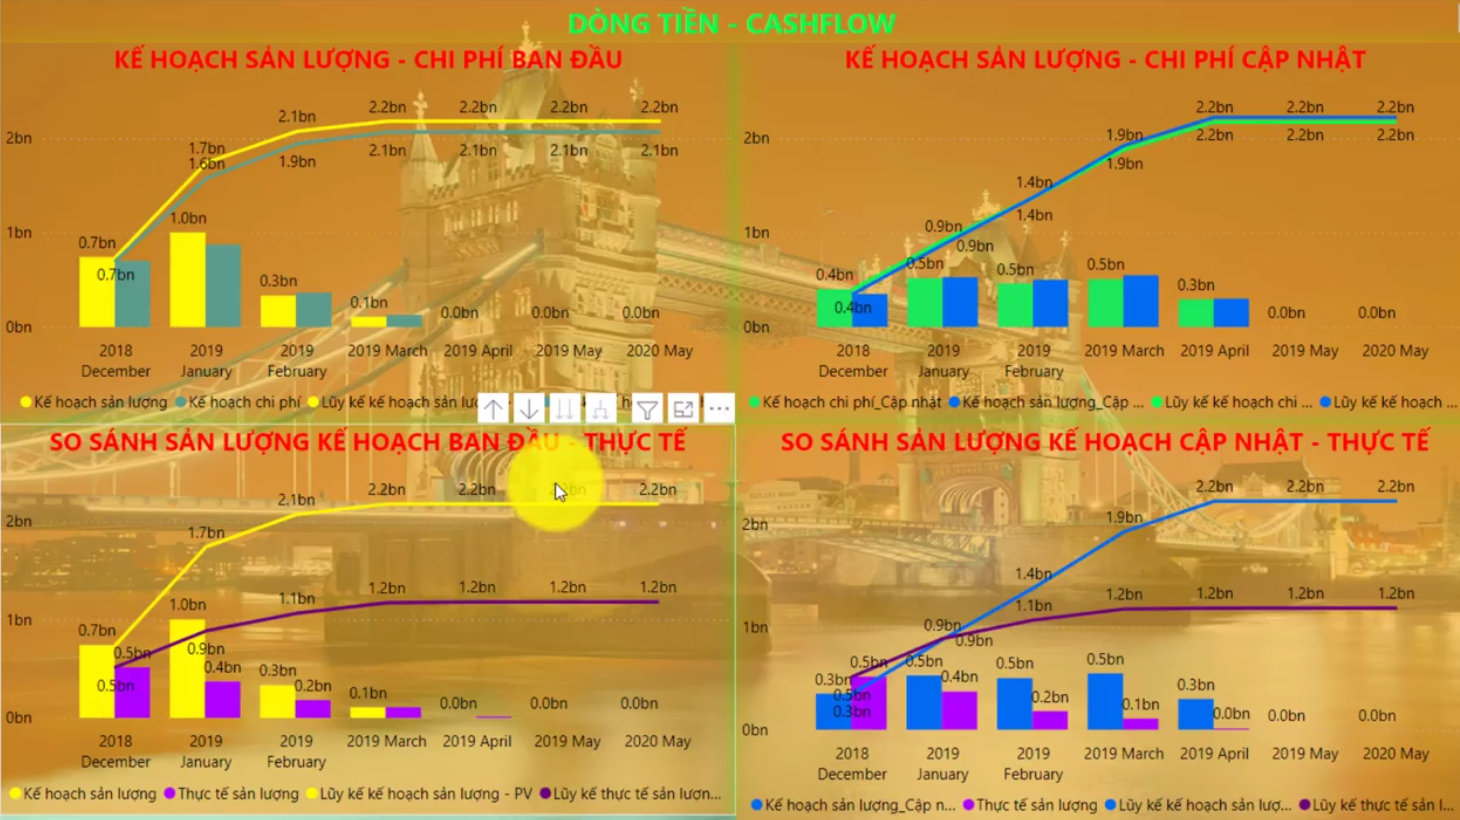 DÒNG TIỀN - CASHFLOW
KẾ HOẠCH SẢN LƯỢNG - CHI PHÍ BAN ĐẦU
2.1bn 2.2bn 2.2bn 2.2bn 2.2bn
2bn
1.7bn
1.6bn 1.9bn 2.1bn 2.1bn 2.1bn 2.1bn
1.0bn
1bn
0.7bn
0.7bn
0.3bn
0.1bn
0.0bn 0.0bn 0.0bn
0bn
2018 2019 2019 2019 March 2019 April 2019 May 2020 May
December January February
Kế hoạch sản lượng Kế hoạch chi phí Lũy kế kế hoạch sản
KẾ HOẠCH SẢN LƯỢNG - CHI PHÍ CẬP NHẬT
2.2bn 2.2bn 2.2bn
2bn
1.9bn 2.2bn 2.2bn 2.2bn
1.9bn
1.4bn
1.4bn
0.9bn
1bn
0.9bn
0.4bn 0.5bn 0.5bn 0.5bn
0.3bn
0.4bn
0.0bn 0.0bn
0bn
2018 2019 2019 2019 March 2019 April 2019 May 2020 May
December January February
Kế hoạch chi phí_Cập nhật Kế hoạch sản lượng_Cập ... Lũy kế kế hoạch chi ... Lũy kế kế hoạch ...
SO SÁNH SẢN LƯỢNG KẾ HOẠCH BAN ĐẦU - THỰC TẾ
2.1bn 2.2bn 2.2bn 2.2bn
2bn
1.7bn
1.1bn 1.2bn 1.2bn 1.2bn 1.2bn
1.0bn
1bn
0.7bn
0.5bn 0.9bn
0.4bn 0.3bn
0.5bn 0.2bn 0.1bn
0.0bn 0.0bn 0.0bn
0bn
2018 2019 2019 2019 March 2019 April 2019 May 2020 May
December January February
Kế hoạch sản lượng Thực tế sản lượng Lũy kế kế hoạch sản lượng - PV Lũy kế thực tế sản lượn...
SO SÁNH SẢN LƯỢNG KẾ HOẠCH CẬP NHẬT - THỰC TẾ
2.2bn 2.2bn 2.2bn
2bn
1.9bn
1.4bn
1.1bn 1.2bn 1.2bn 1.2bn 1.2bn
1bn
0.9bn
0.9bn
0.5bn 0.5bn 0.5bn 0.5bn
0.3bn 0.4bn 0.3bn
0.5bn 0.2bn 0.1bn
0.3bn 0.0bn 0.0bn 0.0bn
0bn
2018 2019 2019 2019 March 2019 April 2019 May 2020 May
December January February
Kế hoạch sản lượng_Cập n... Thực tế sản lượng Lũy kế kế hoạch sản lượ... Lũy kế thực tế sản l...